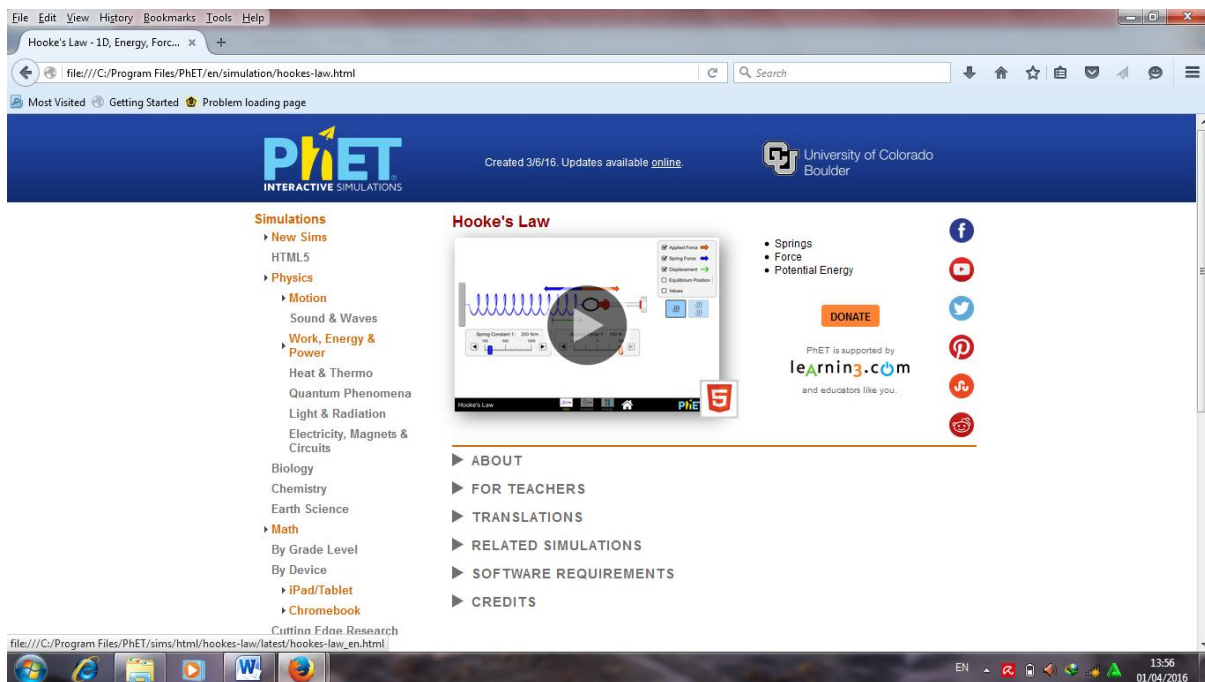 File Edit View History Bookmarks Tools Help
Hooke's Law - 1D, Energy, Forc...
file:///C:/Program Files/PhET/en/simulation/hookes-law.html
Search
Most Visited Getting Started Problem loading page
PhET
INTERACTIVE SIMULATIONS
Created 3/6/16. Updates available online.
University of Colorado
Boulder
Simulations
New Sims
HTML5
Physics
Motion
Sound & Waves
Work, Energy &
Power
Heat & Thermo
Quantum Phenomena
Light & Radiation
Electricity, Magnets &
Circuits
Biology
Chemistry
Earth Science
Math
By Grade Level
By Device
iPad/Tablet
Chromebook
Cutting Edge Research
Hooke's Law
Applied Force
Spring Force
Displacement
Equilibrium Position
Values
Spring Constant 1: 200 N/m
Hooke's Law
PhET
5
• Springs
• Force
• Potential Energy
DONATE
PhET is supported by
learning.com
and educators like you.
ABOUT
FOR TEACHERS
TRANSLATIONS
RELATED SIMULATIONS
SOFTWARE REQUIREMENTS
CREDITS
file:///C:/Program Files/PhET/sims/html/hookes-law/latest/hookes-law_en.html
EN
13:56
01/04/2016